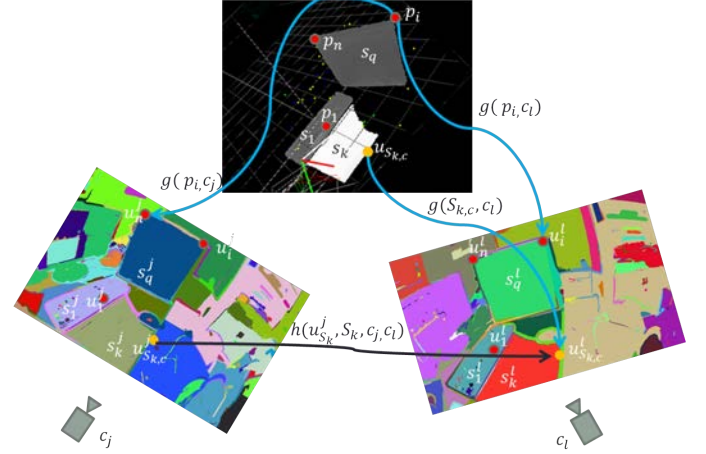 p_i
p_n
s_q
g( p_i, c_l)
p_1
s_1
s_k
u_{S_{k,c}}
g( p_i, c_j)
g(S_{k,c}, c_l)
u_n^j
u_i^j
s_q^j
u_n^l
u_i^l
s_q^l
s_1^j
u_1^j
h(u_{S_k}^j, S_k, c_j, c_l)
s_k^j
u_{S_{k,c}}^j
u_1^l
u_{S_{k,c}}^l
s_1^l
s_k^l
c_j
c_l